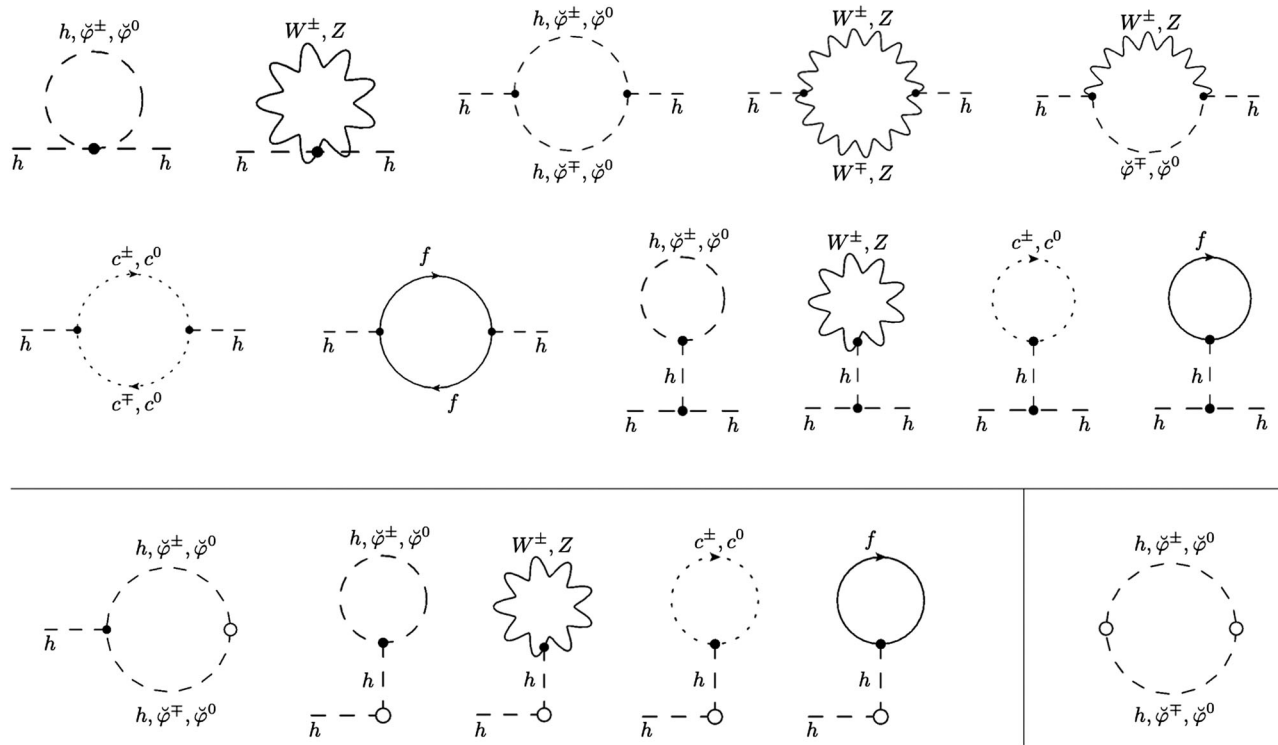 h, φ̆±, φ̆⁰
h h
W±, Z
h h
h, φ̆±, φ̆⁰
h h
h, φ̆∓, φ̆⁰
W±, Z
h h
W∓, Z
W±, Z
h h
φ̆∓, φ̆⁰
c±, c⁰
h h
c∓, c⁰
f
h h
f
h, φ̆±, φ̆⁰
h
h h
W±, Z
h
h h
c±, c⁰
h
h h
f
h
h h
h, φ̆±, φ̆⁰
h
h, φ̆∓, φ̆⁰
h, φ̆±, φ̆⁰
h
h
W±, Z
h
h
c±, c⁰
h
h
f
h
h
h, φ̆±, φ̆⁰
h, φ̆∓, φ̆⁰